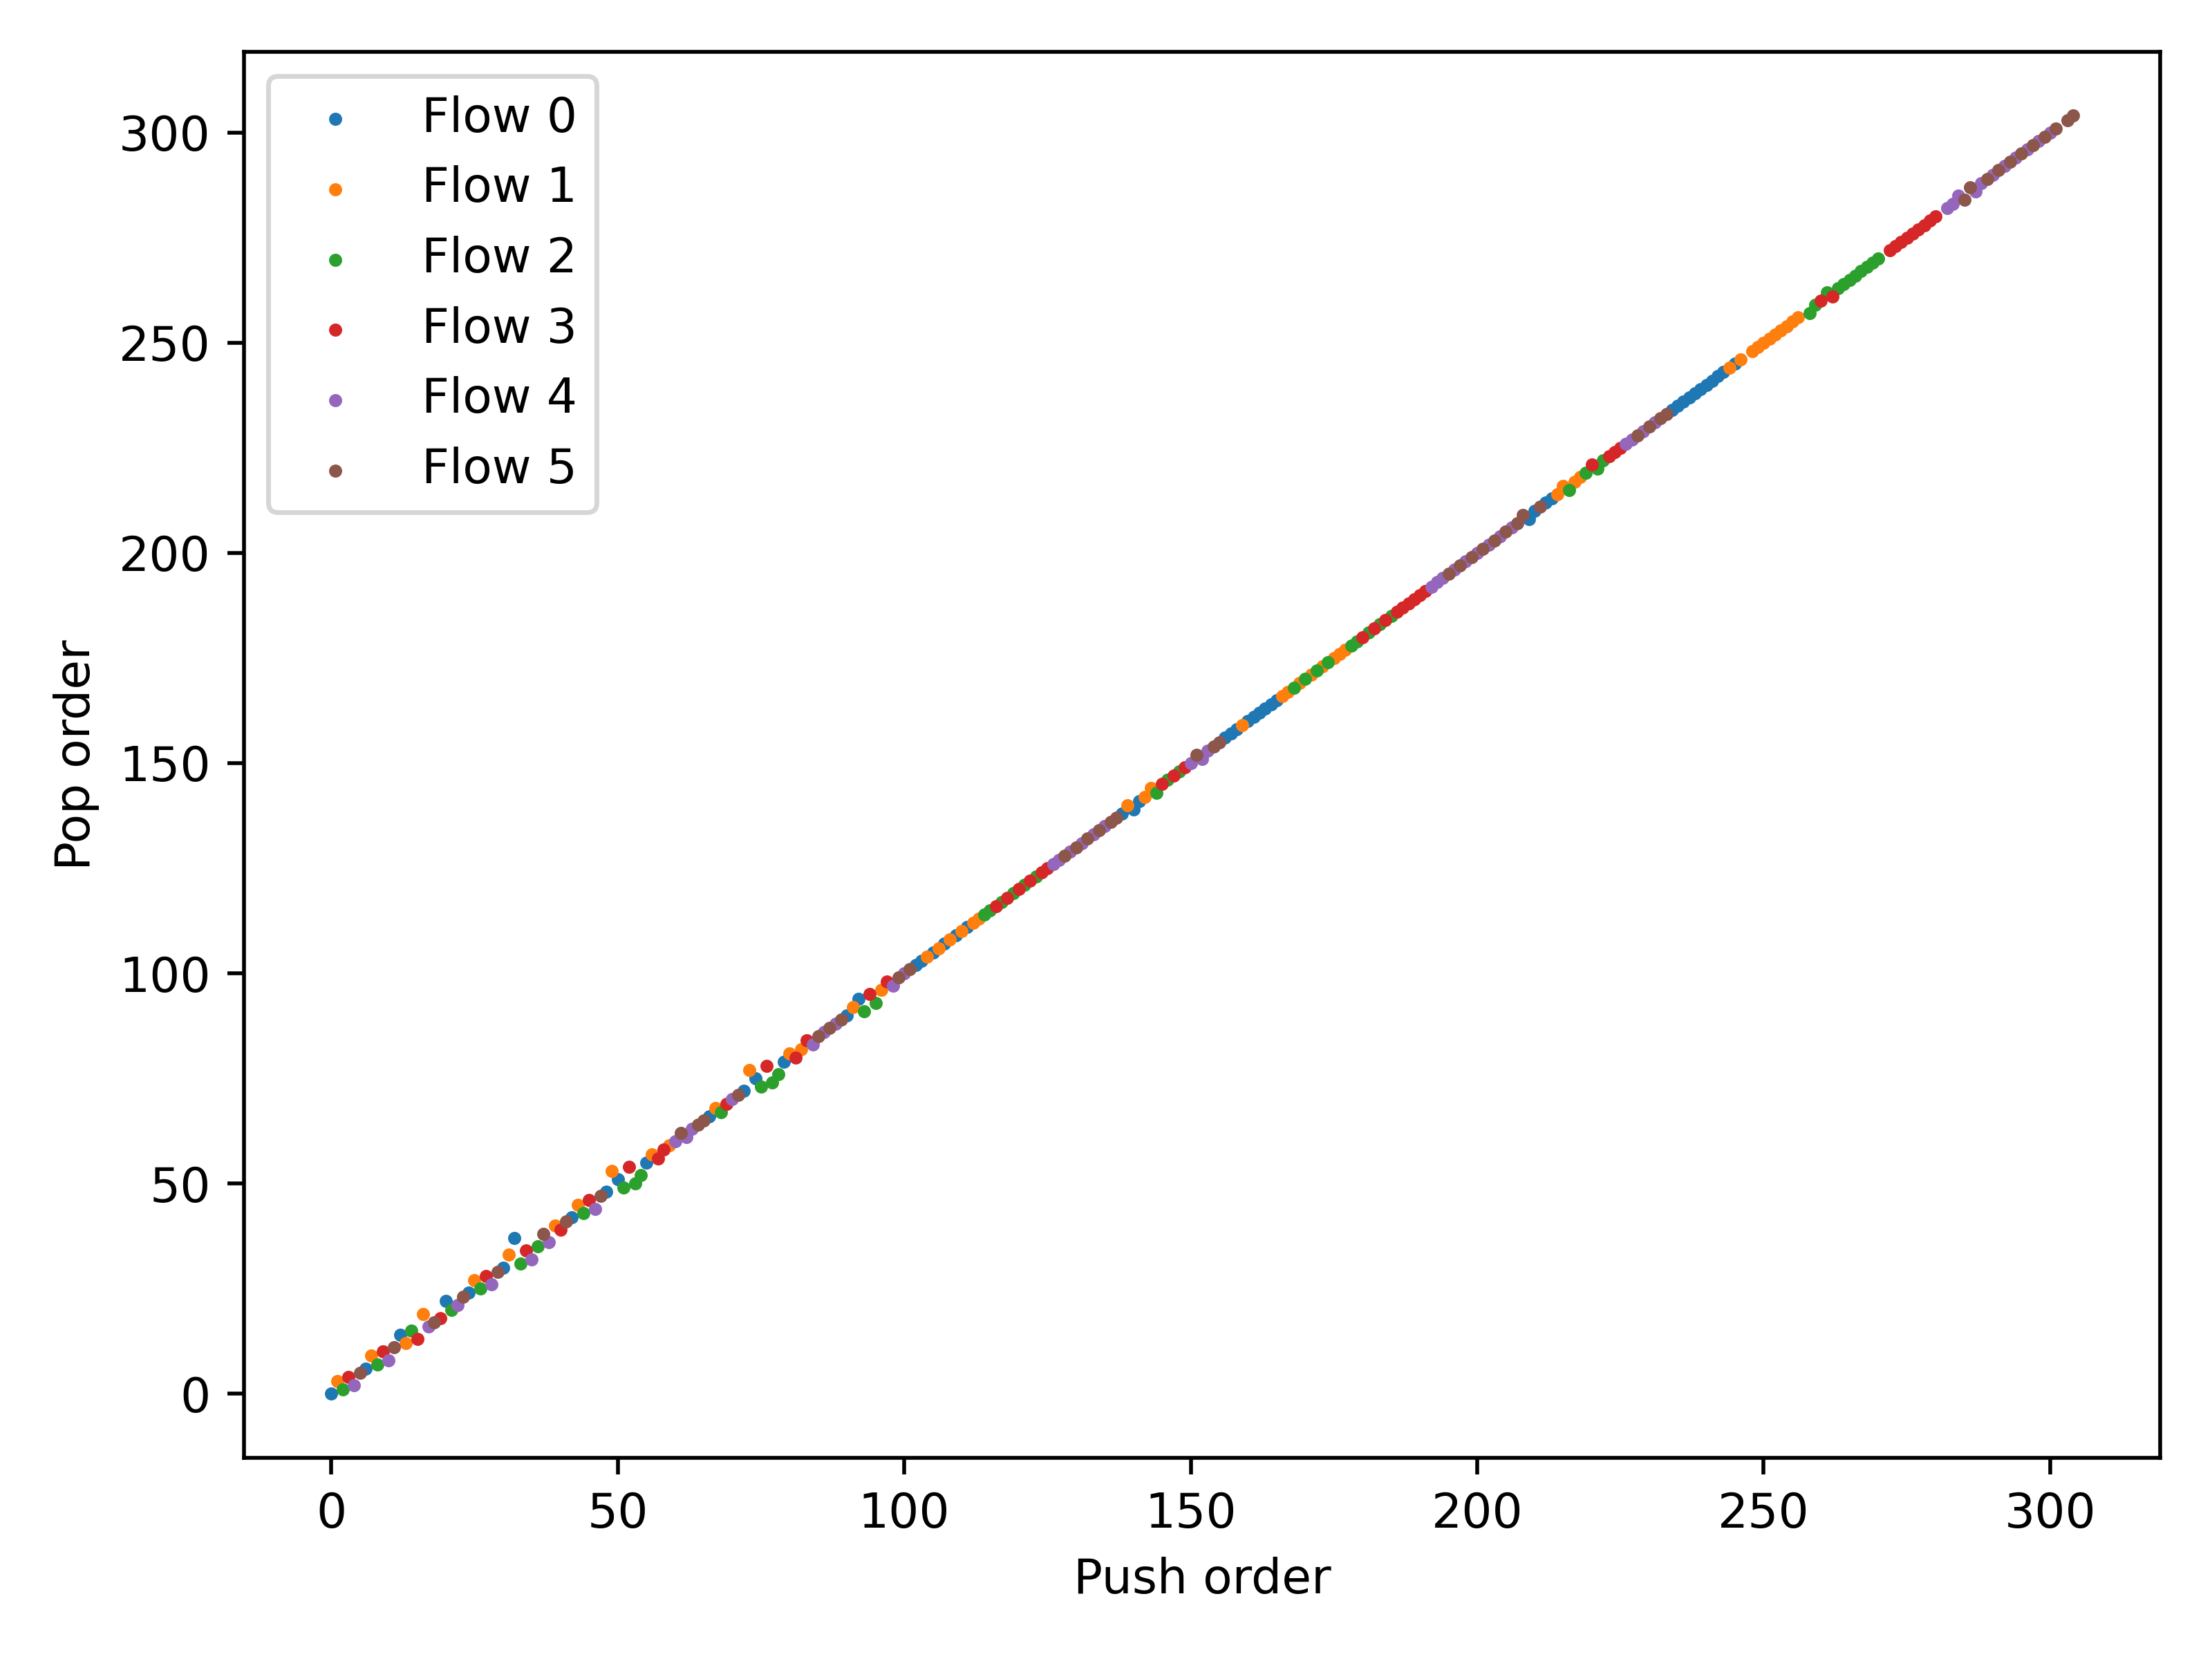 Flow 0
Flow 1
Flow 2
Flow 3
Flow 4
Flow 5
300
250
200
150
100
50
0
Pop order
0 50 100 150 200 250 300
Push order